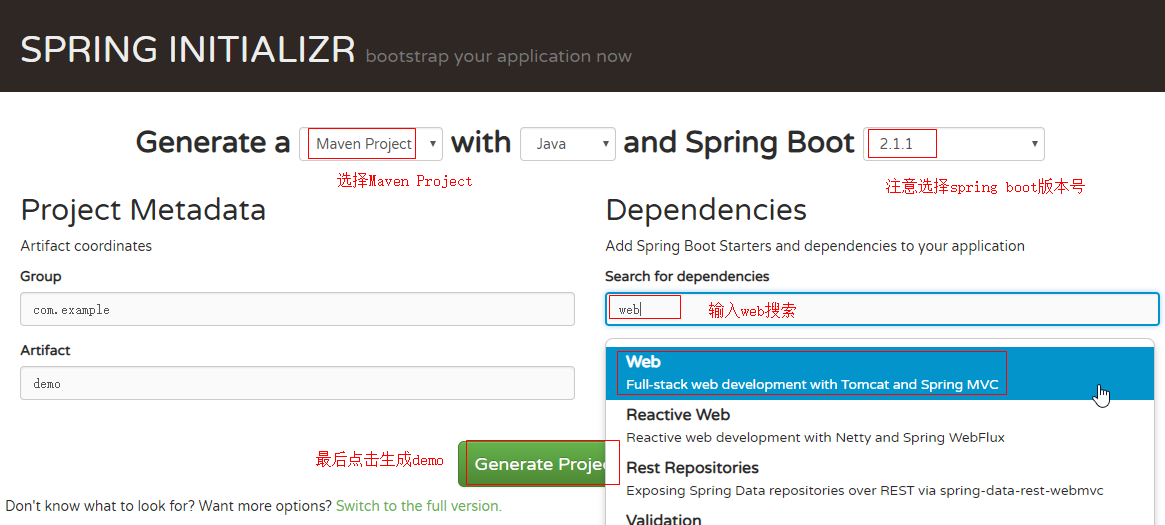 SPRING INITIALIZR bootstrap your application now
Generate a Maven Project with Java and Spring Boot 2.1.1
选择Maven Project
注意选择spring boot版本号
Project Metadata
Artifact coordinates
Group
com.example
Artifact
demo
Dependencies
Add Spring Boot Starters and dependencies to your application
Search for dependencies
web 输入web搜索
Web
Full-stack web development with Tomcat and Spring MVC
Reactive Web
Reactive web development with Netty and Spring WebFlux
Rest Repositories
Exposing Spring Data repositories over REST via spring-data-rest-webmvc
Validation
最后点击生成demo
Generate Projec
Don't know what to look for? Want more options? Switch to the full version.